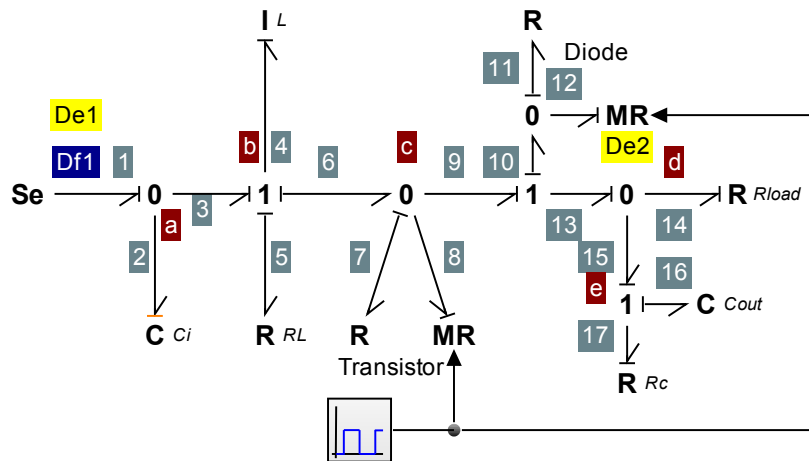 I L
R
11
12
Diode
De1
0
MR
b
4
De2
Df1
1
6
c
9
10
d
Se
0
1
0
1
0
R Rload
a
3
13
14
2
5
7
8
15
16
e
1
C Cout
C Ci
R RL
R
MR
17
Transistor
R Rc